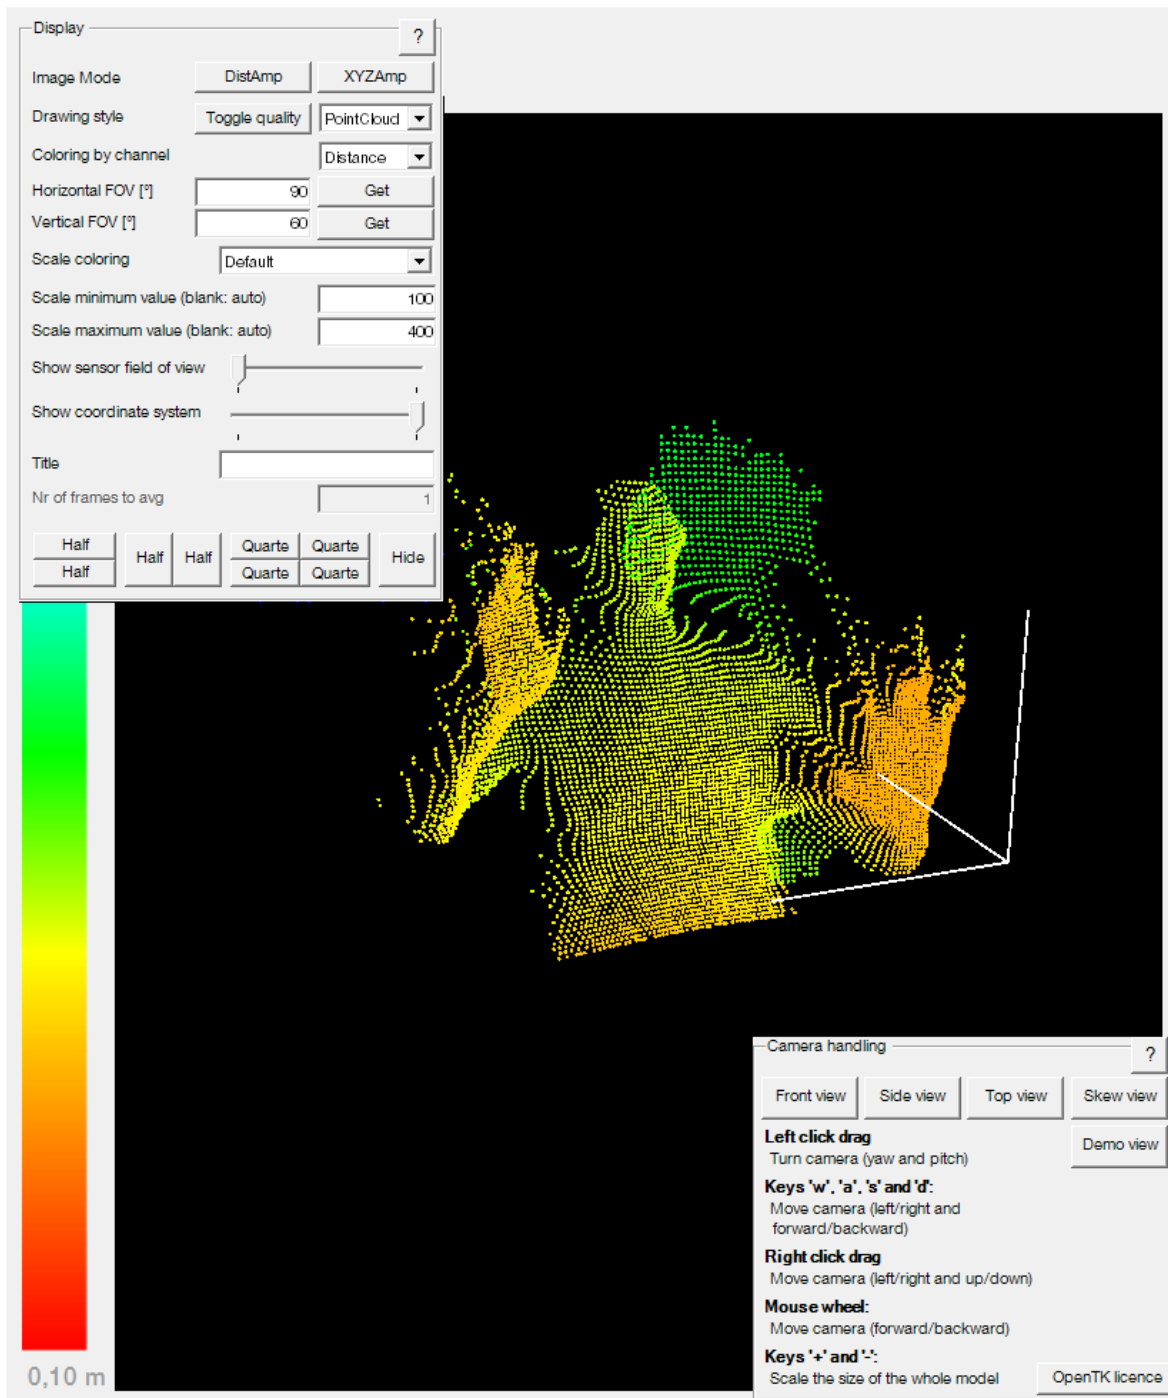 Display
?
Image Mode DistAmp XYZAmp
Drawing style Toggle quality PointCloud
Coloring by channel Distance
Horizontal FOV [°] 90 Get
Vertical FOV [°] 60 Get
Scale coloring Default
Scale minimum value (blank: auto) 100
Scale maximum value (blank: auto) 400
Show sensor field of view
Show coordinate system
Title
Nr of frames to avg 1
Half Half Half Quarte Quarte Hide
Half Quarte Quarte
0,10 m
Camera handling
?
Front view Side view Top view Skew view
Left click drag Demo view
Turn camera (yaw and pitch)
Keys 'w', 'a', 's' and 'd':
Move camera (left/right and
forward/backward)
Right click drag
Move camera (left/right and up/down)
Mouse wheel:
Move camera (forward/backward)
Keys '+' and '-':
Scale the size of the whole model OpenTK licence